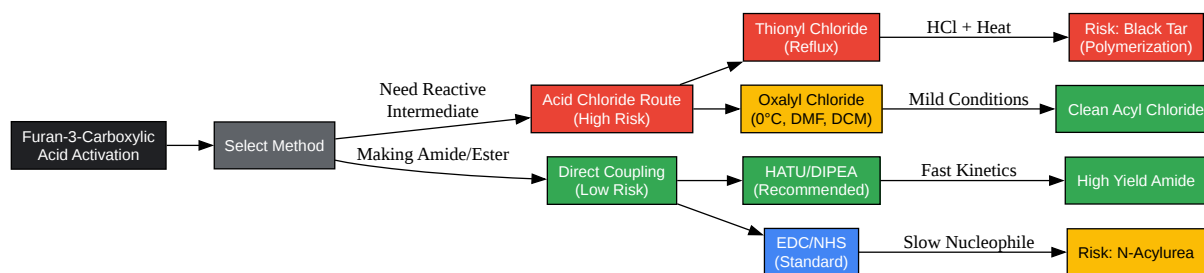 Furan-3-Carboxylic
Acid Activation
Select Method
Need Reactive
Intermediate
Making Amide/Ester
Acid Chloride Route
(High Risk)
Direct Coupling
(Low Risk)
Thionyl Chloride
(Reflux)
HCl + Heat
Risk: Black Tar
(Polymerization)
Oxalyl Chloride
(0°C, DMF, DCM)
Mild Conditions
Clean Acyl Chloride
HATU/DIPEA
(Recommended)
Fast Kinetics
High Yield Amide
EDC/NHS
(Standard)
Slow Nucleophile
Risk: N-Acylurea